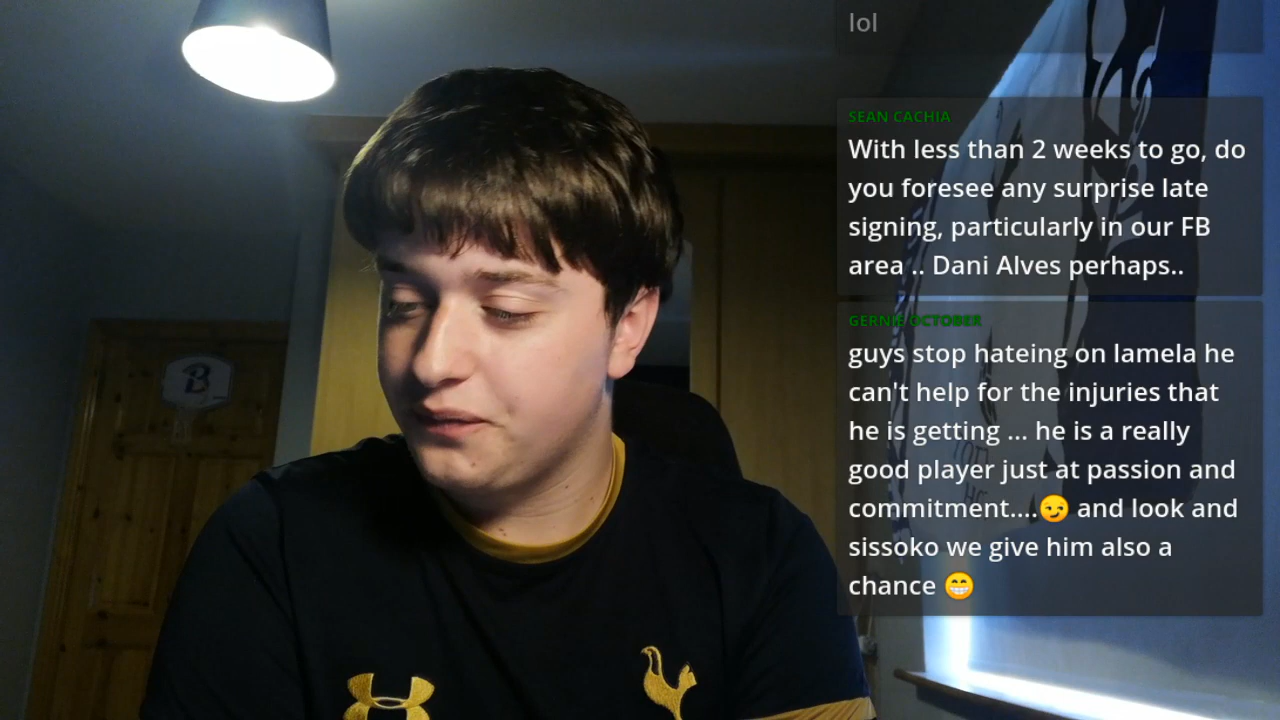 lol
SEAN CACHIA
With less than 2 weeks to go, do
you foresee any surprise late
signing, particularly in our FB
area .. Dani Alves perhaps..
GERNIE OCTOBER
guys stop hateing on lamela he
can't help for the injuries that
he is getting ... he is a really
good player just at passion and
commitment....😏 and look and
sissoko we give him also a
chance 😁
B